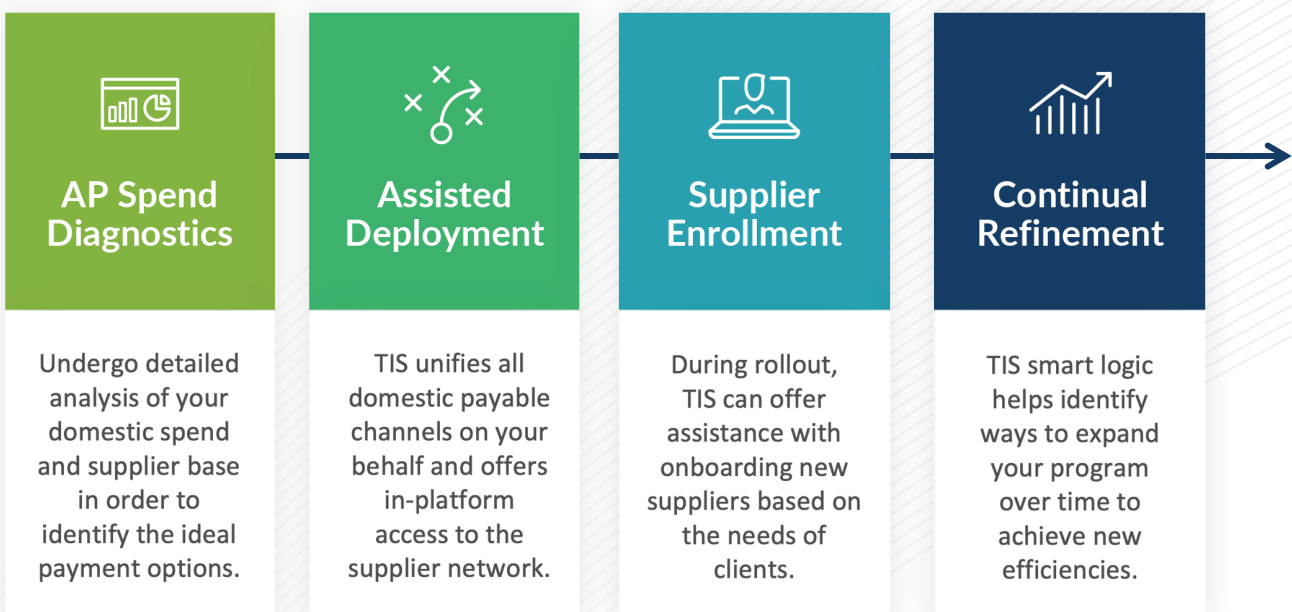 AP Spend
Diagnostics
Undergo detailed
analysis of your
domestic spend
and supplier base
in order to
identify the ideal
payment options.
Assisted
Deployment
TIS unifies all
domestic payable
channels on your
behalf and offers
in-platform
access to the
supplier network.
Supplier
Enrollment
During rollout,
TIS can offer
assistance with
onboarding new
suppliers based on
the needs of
clients.
Continual
Refinement
TIS smart logic
helps identify
ways to expand
your program
over time to
achieve new
efficiencies.